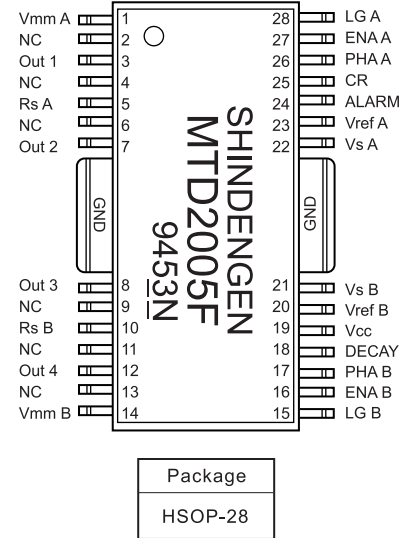 Vmm A 1 28 LG A
NC 2 27 ENA A
Out 1 3 26 PHA A
NC 4 25 CR
Rs A 5 24 ALARM
NC 6 23 Vref A
Out 2 7 22 Vs A
GND GND
SHINDENGEN
MTD2005F
9453N
Out 3 8 21 Vs B
NC 9 20 Vref B
Rs B 10 19 Vcc
NC 11 18 DECAY
Out 4 12 17 PHA B
NC 13 16 ENA B
Vmm B 14 15 LG B
Package
HSOP-28